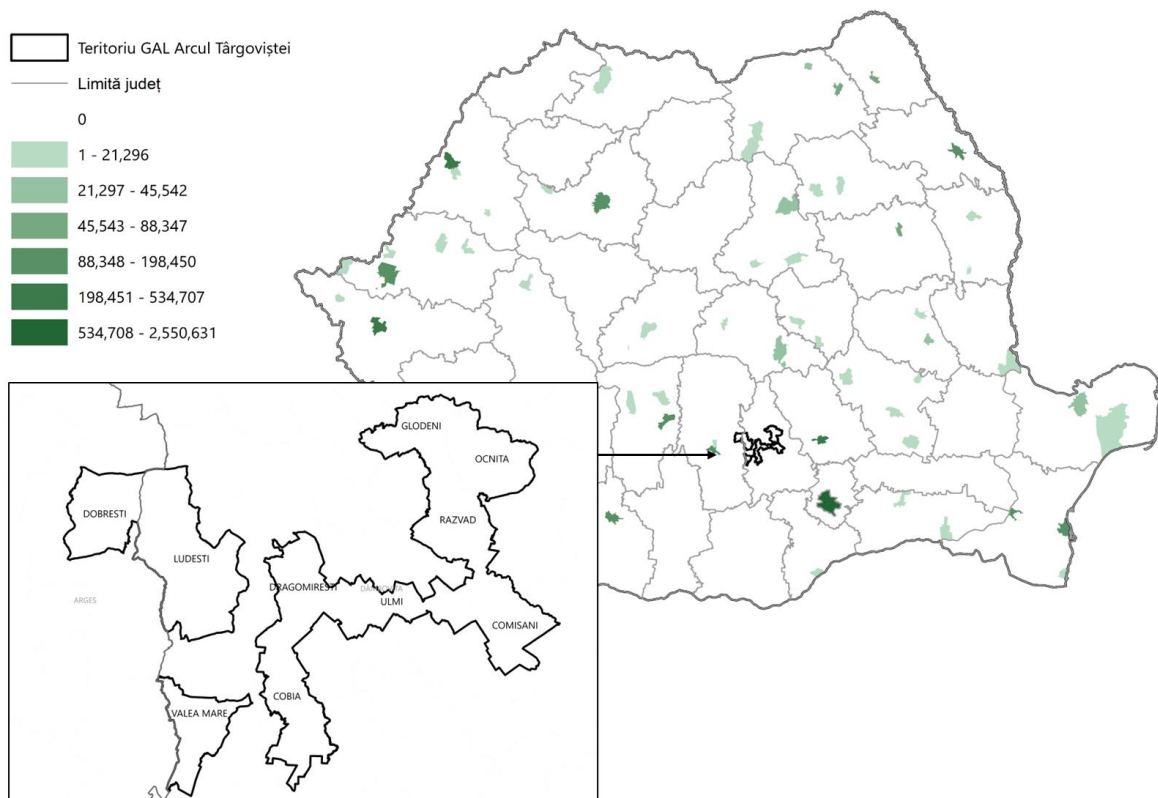 Teritoriu GAL Arcul Târgoviștei
Limită județ
0
1 - 21,296
21,297 - 45,542
45,543 - 88,347
88,348 - 198,450
198,451 - 534,707
534,708 - 2,550,631
GLODENI
OCNITA
DOBRESTI
RAZVAD
LUDESTI
DRAGOMIRESTI
DAMBOVITA
ARGES
ULMI
COMISANI
COBIA
VALEA MARE